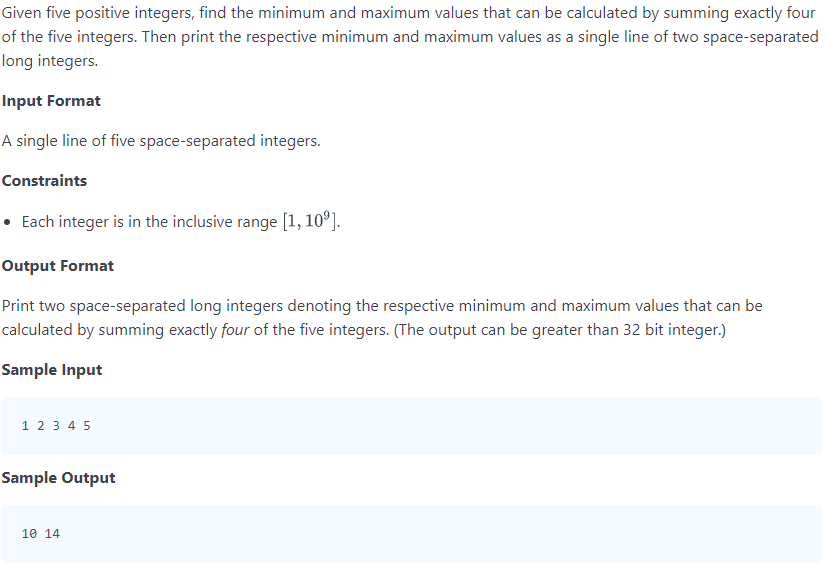 Given five positive integers, find the minimum and maximum values that can be calculated by summing exactly four
of the five integers. Then print the respective minimum and maximum values as a single line of two space-separated
long integers.
Input Format
A single line of five space-separated integers.
Constraints
• Each integer is in the inclusive range [1, 10⁹].
Output Format
Print two space-separated long integers denoting the respective minimum and maximum values that can be
calculated by summing exactly four of the five integers. (The output can be greater than 32 bit integer.)
Sample Input
1 2 3 4 5
Sample Output
10 14